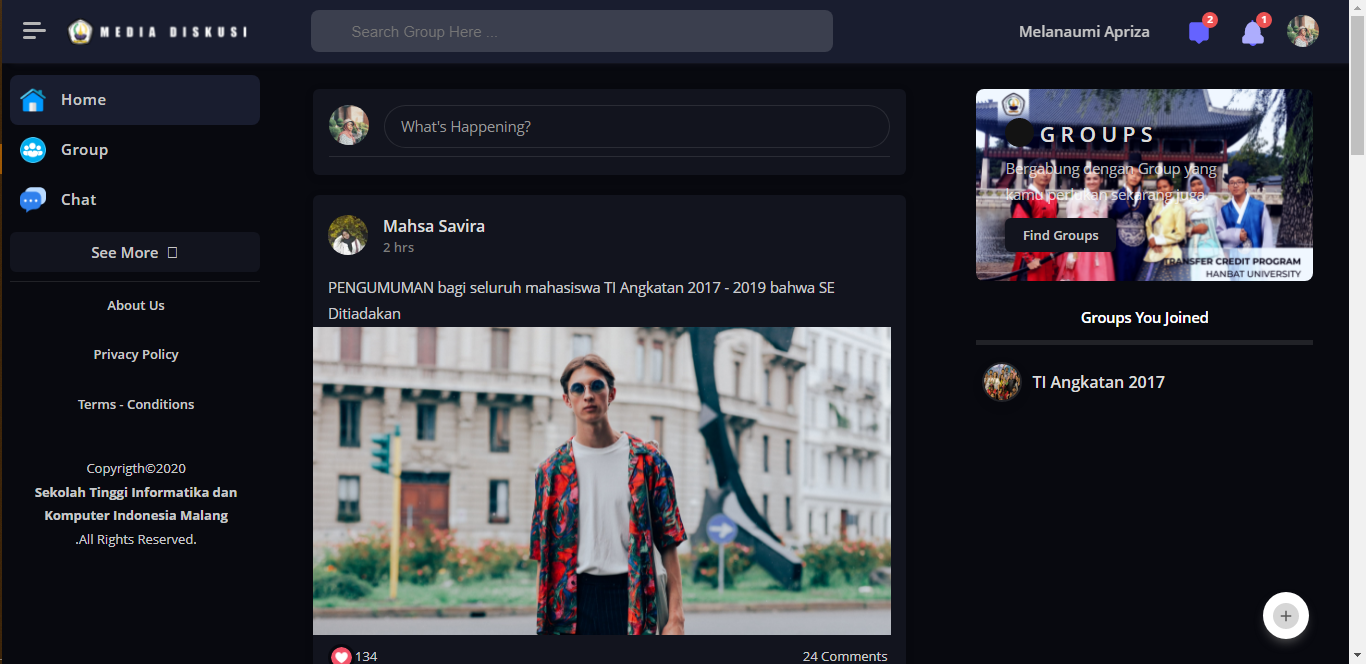 MEDIA DISKUSI
Search Group Here ...
Melanaumi Apriza
2
1
Home
Group
Chat
See More
About Us
Privacy Policy
Terms - Conditions
Copyrigth©2020
Sekolah Tinggi Informatika dan
Komputer Indonesia Malang
.All Rights Reserved.
What's Happening?
Mahsa Savira
2 hrs
PENGUMUMAN bagi seluruh mahasiswa TI Angkatan 2017 - 2019 bahwa SE
Ditiadakan
134
24 Comments
GROUPS
Bergabung dengan Group yang
kamu perlukan sekarang juga.
Find Groups
TRANSFER CREDIT PROGRAM
HANBAT UNIVERSITY
Groups You Joined
TI Angkatan 2017
+